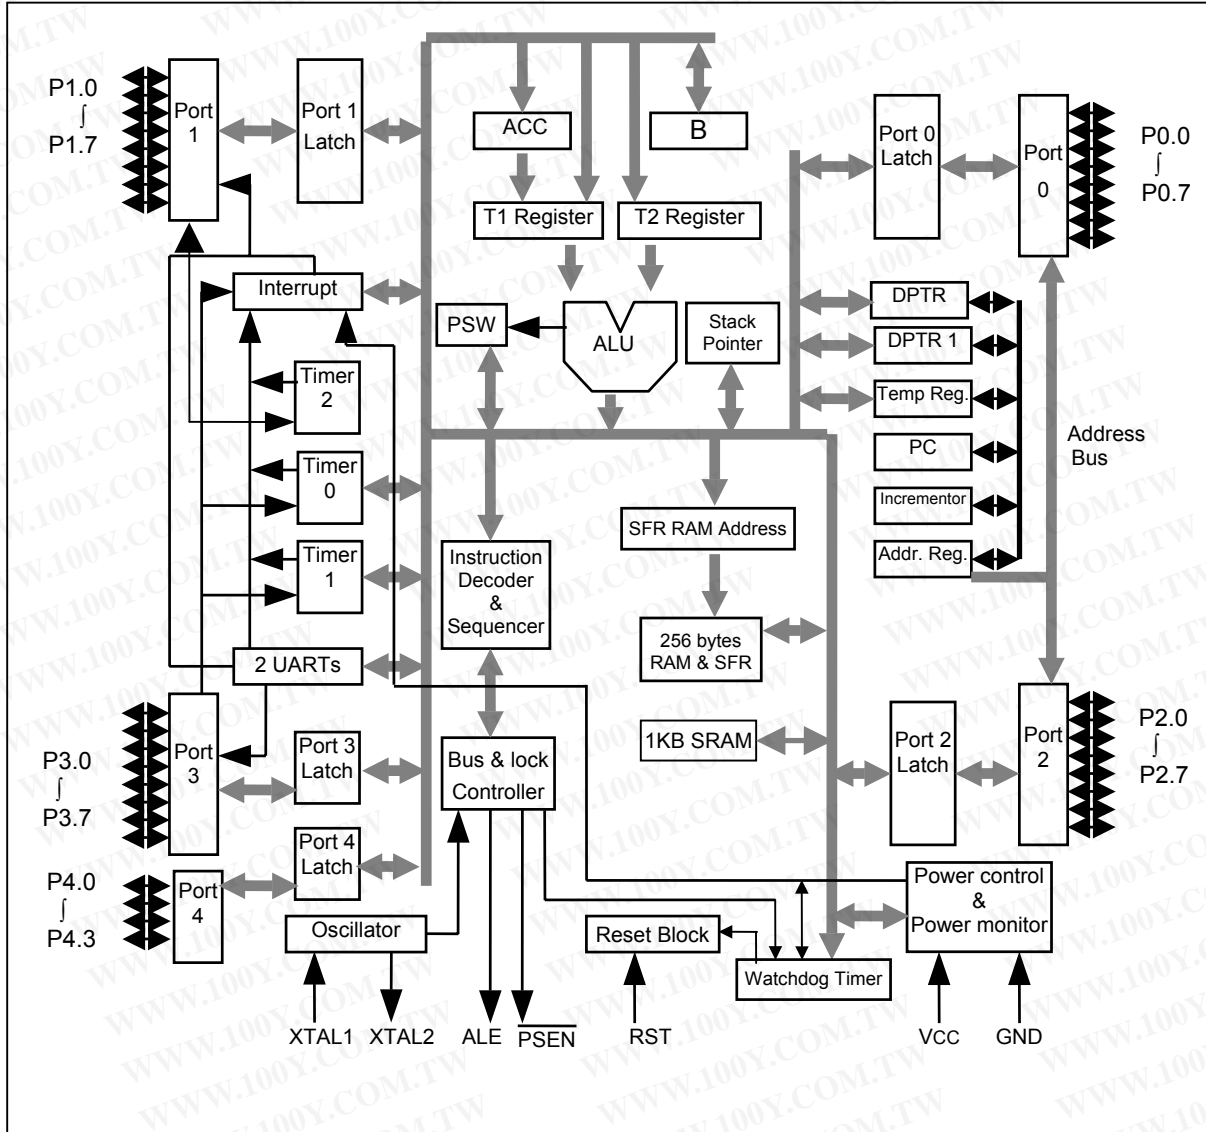 P1.0
∫
P1.7
Port
1
Port 1
Latch
ACC
B
T1 Register
T2 Register
Port 0
Latch
Port
0
P0.0
∫
P0.7
Interrupt
PSW
ALU
Stack
Pointer
DPTR
DPTR 1
Temp Reg.
PC
Incrementor
Addr. Reg.
Address
Bus
Timer
2
Timer
0
Timer
1
SFR RAM Address
Instruction
Decoder
&
Sequencer
256 bytes
RAM & SFR
2 UARTs
1KB SRAM
P3.0
∫
P3.7
Port
3
Port 3
Latch
Bus & lock
Controller
Port 2
Latch
Port
2
P2.0
∫
P2.7
P4.0
∫
P4.3
Port
4
Port 4
Latch
Oscillator
Reset Block
Watchdog Timer
Power control
&
Power monitor
XTAL1
XTAL2
ALE
PSEN
RST
VCC
GND
WWW.100Y.COM.TW